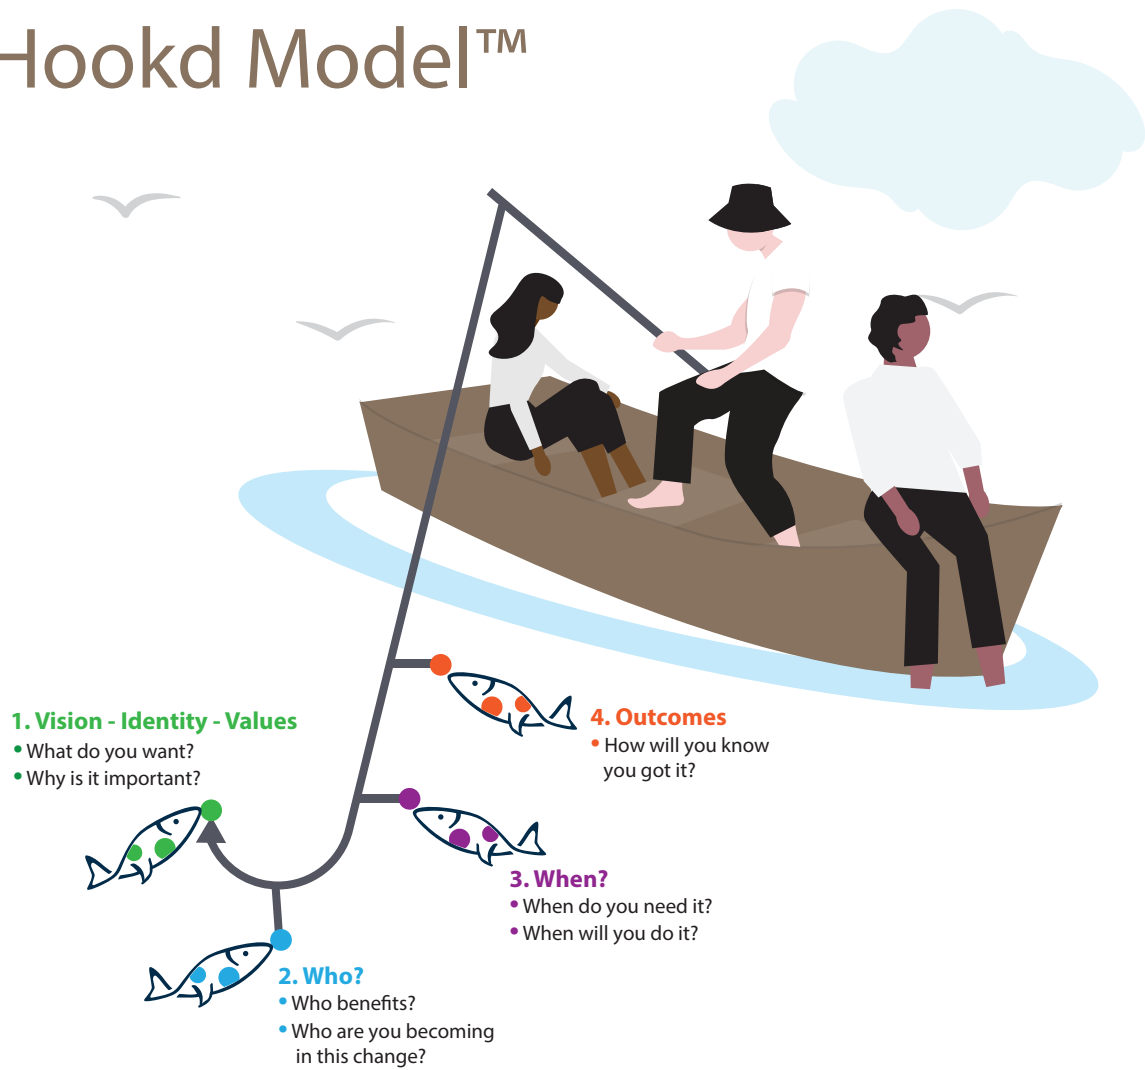 Hookd Model™
1. Vision - Identity - Values
• What do you want?
• Why is it important?
2. Who?
• Who benefits?
• Who are you becoming
in this change?
3. When?
• When do you need it?
• When will you do it?
4. Outcomes
• How will you know
you got it?